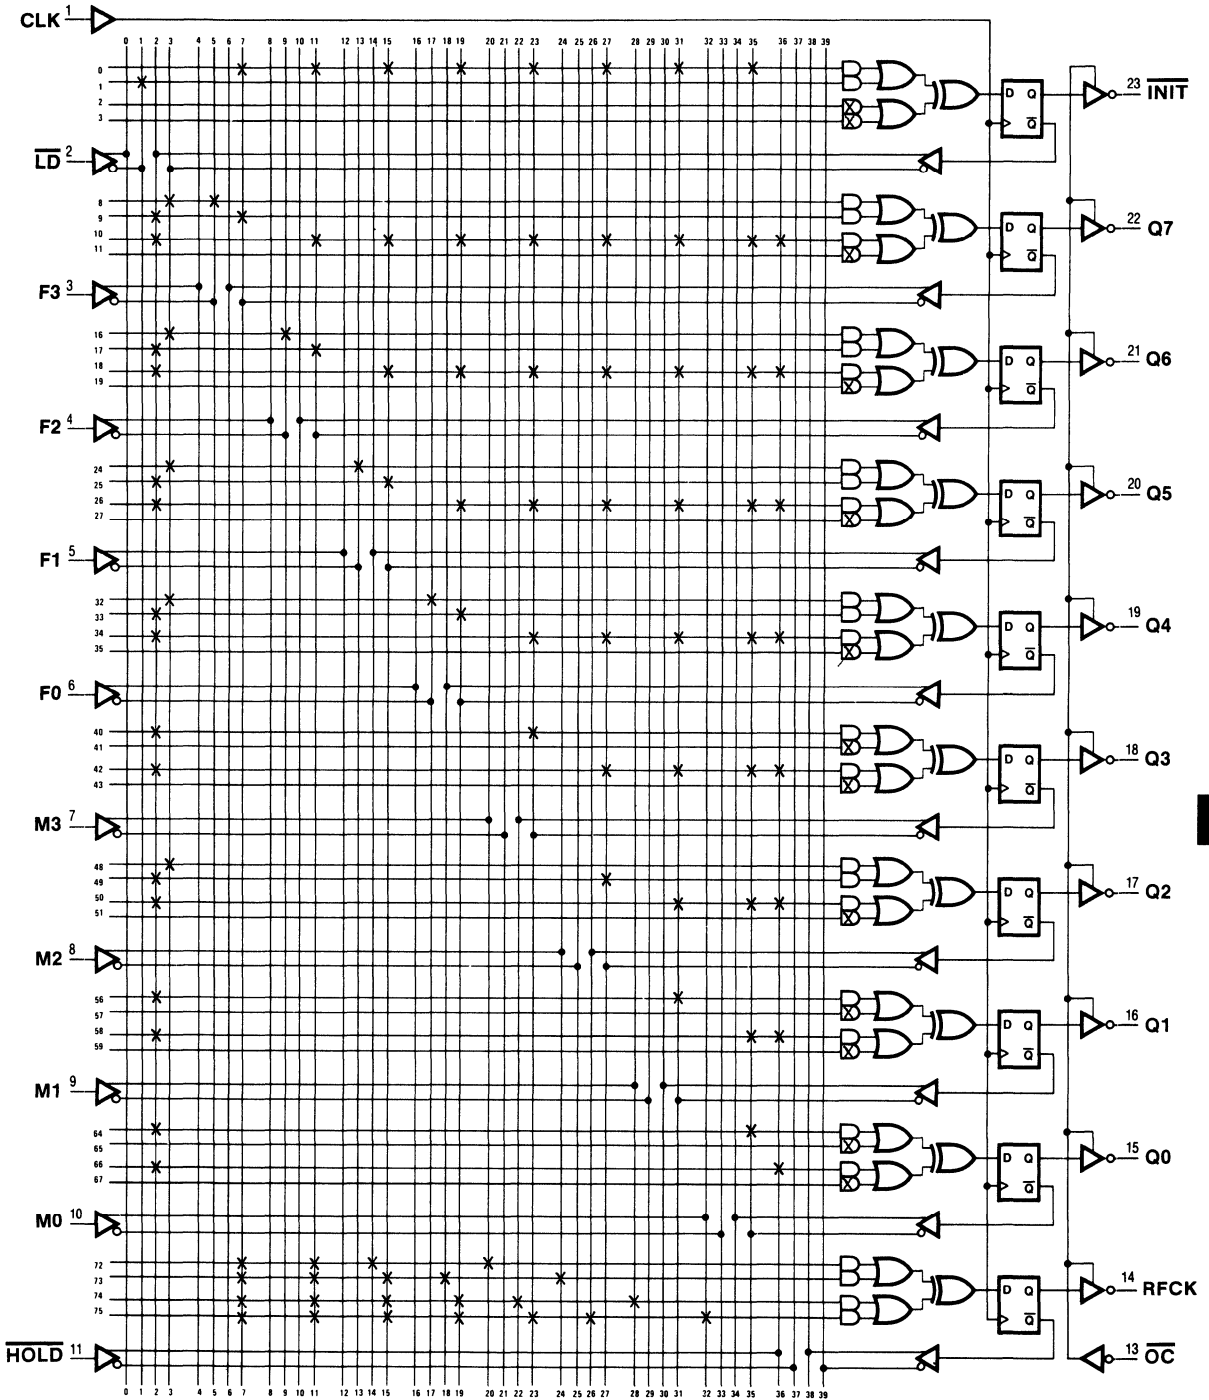 CLK 1
0 1 2 3 4 5 6 7 8 9 10 11 12 13 14 15 16 17 18 19 20 21 22 23 24 25 26 27 28 29 30 31 32 33 34 35 36 37 38 39
0
1
2
3
D Q
Q̅
23 I̅N̅I̅T̅
L̅D̅ 2
8
9
10
11
D Q
Q̅
22 Q7
F3 3
16
17
18
19
D Q
Q̅
21 Q6
F2 4
24
25
26
27
D Q
Q̅
20 Q5
F1 5
32
33
34
35
D Q
Q̅
19 Q4
F0 6
40
41
42
43
D Q
Q̅
18 Q3
M3 7
48
49
50
51
D Q
Q̅
17 Q2
M2 8
56
57
58
59
D Q
Q̅
16 Q1
M1 9
64
65
66
67
D Q
Q̅
15 Q0
M0 10
72
73
74
75
D Q
Q̅
14 RFCK
H̅O̅L̅D̅ 11
13 O̅C̅
0 1 2 3 4 5 6 7 8 9 10 11 12 13 14 15 16 17 18 19 20 21 22 23 24 25 26 27 28 29 30 31 32 33 34 35 36 37 38 39